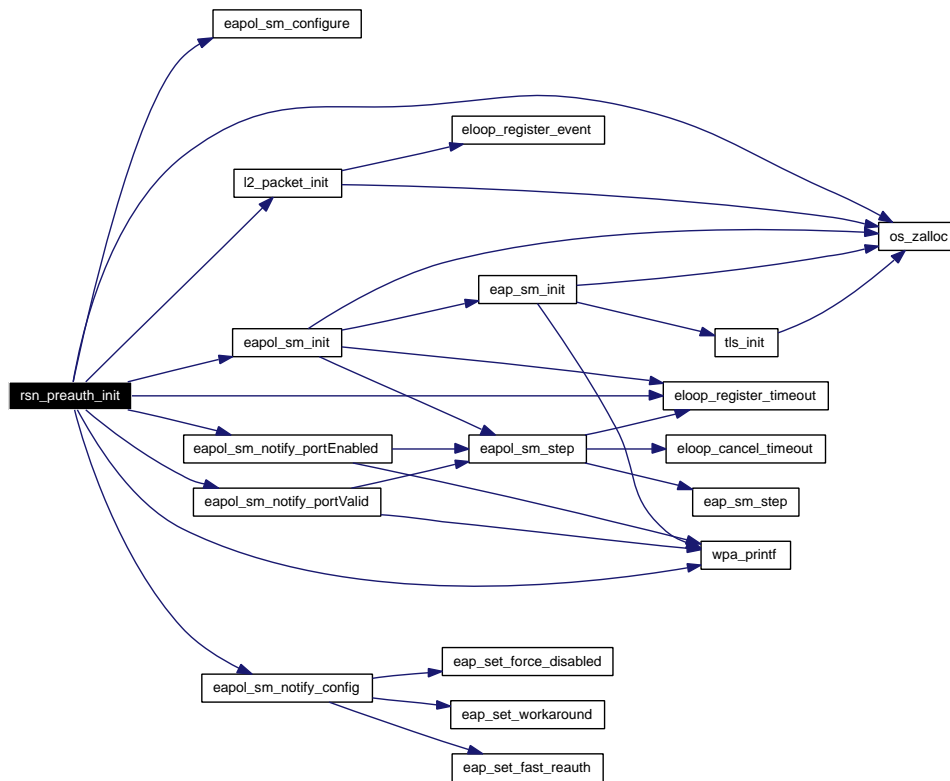 eapol_sm_configure
eloop_register_event
l2_packet_init
os_zalloc
eap_sm_init
eapol_sm_init
tls_init
rsn_preauth_init
eloop_register_timeout
eapol_sm_notify_portEnabled
eapol_sm_step
eloop_cancel_timeout
eapol_sm_notify_portValid
eap_sm_step
wpa_printf
eap_set_force_disabled
eapol_sm_notify_config
eap_set_workaround
eap_set_fast_reauth